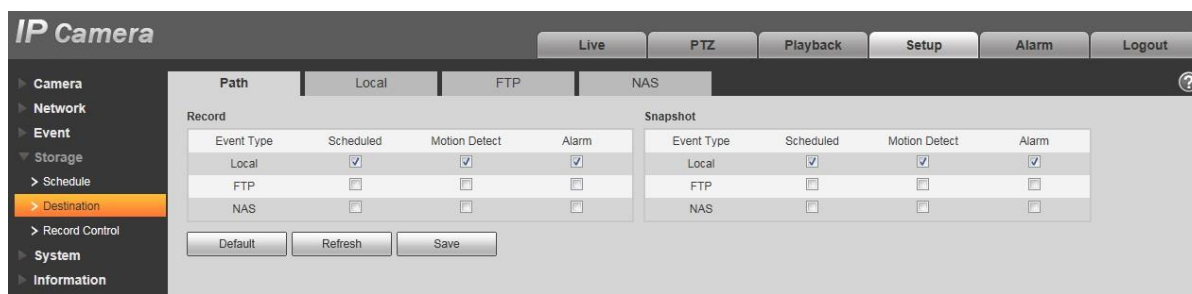 IP Camera
Live PTZ Playback Setup Alarm Logout
Camera
Network
Event
Storage
> Schedule
> Destination
> Record Control
System
Information
Path Local FTP NAS ?
Record Snapshot
Event Type Scheduled Motion Detect Alarm Event Type Scheduled Motion Detect Alarm
Local Local
FTP FTP
NAS NAS
Default Refresh Save